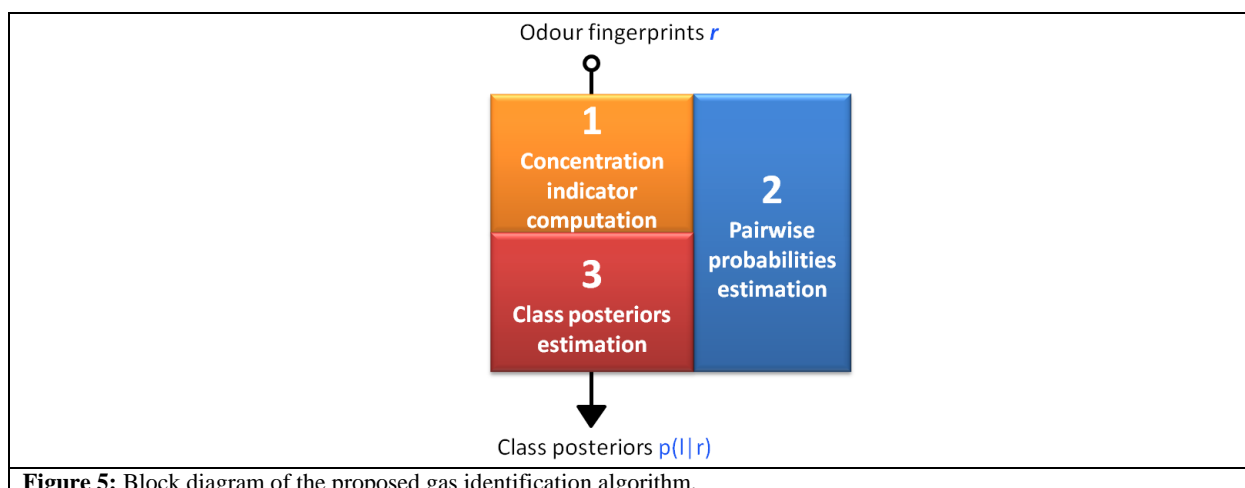 Odour fingerprints r
1
Concentration
indicator
computation
2
Pairwise
probabilities
estimation
3
Class posteriors
estimation
Class posteriors p(l|r)
Figure 5: Block diagram of the proposed gas identification algorithm.